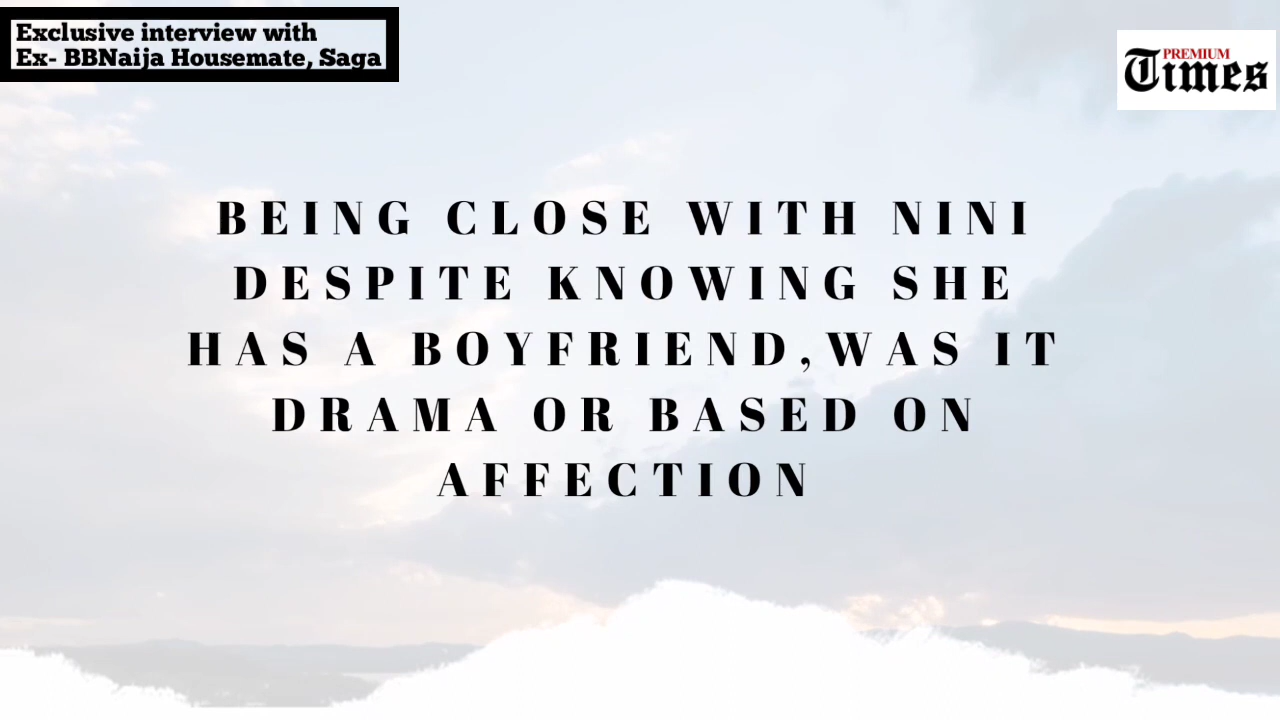 Exclusive interview with
Ex- BBNaija Housemate, Saga
PREMIUM
Times
BEING CLOSE WITH NINI
DESPITE KNOWING SHE
HAS A BOYFRIEND,WAS IT
DRAMA OR BASED ON
AFFECTION